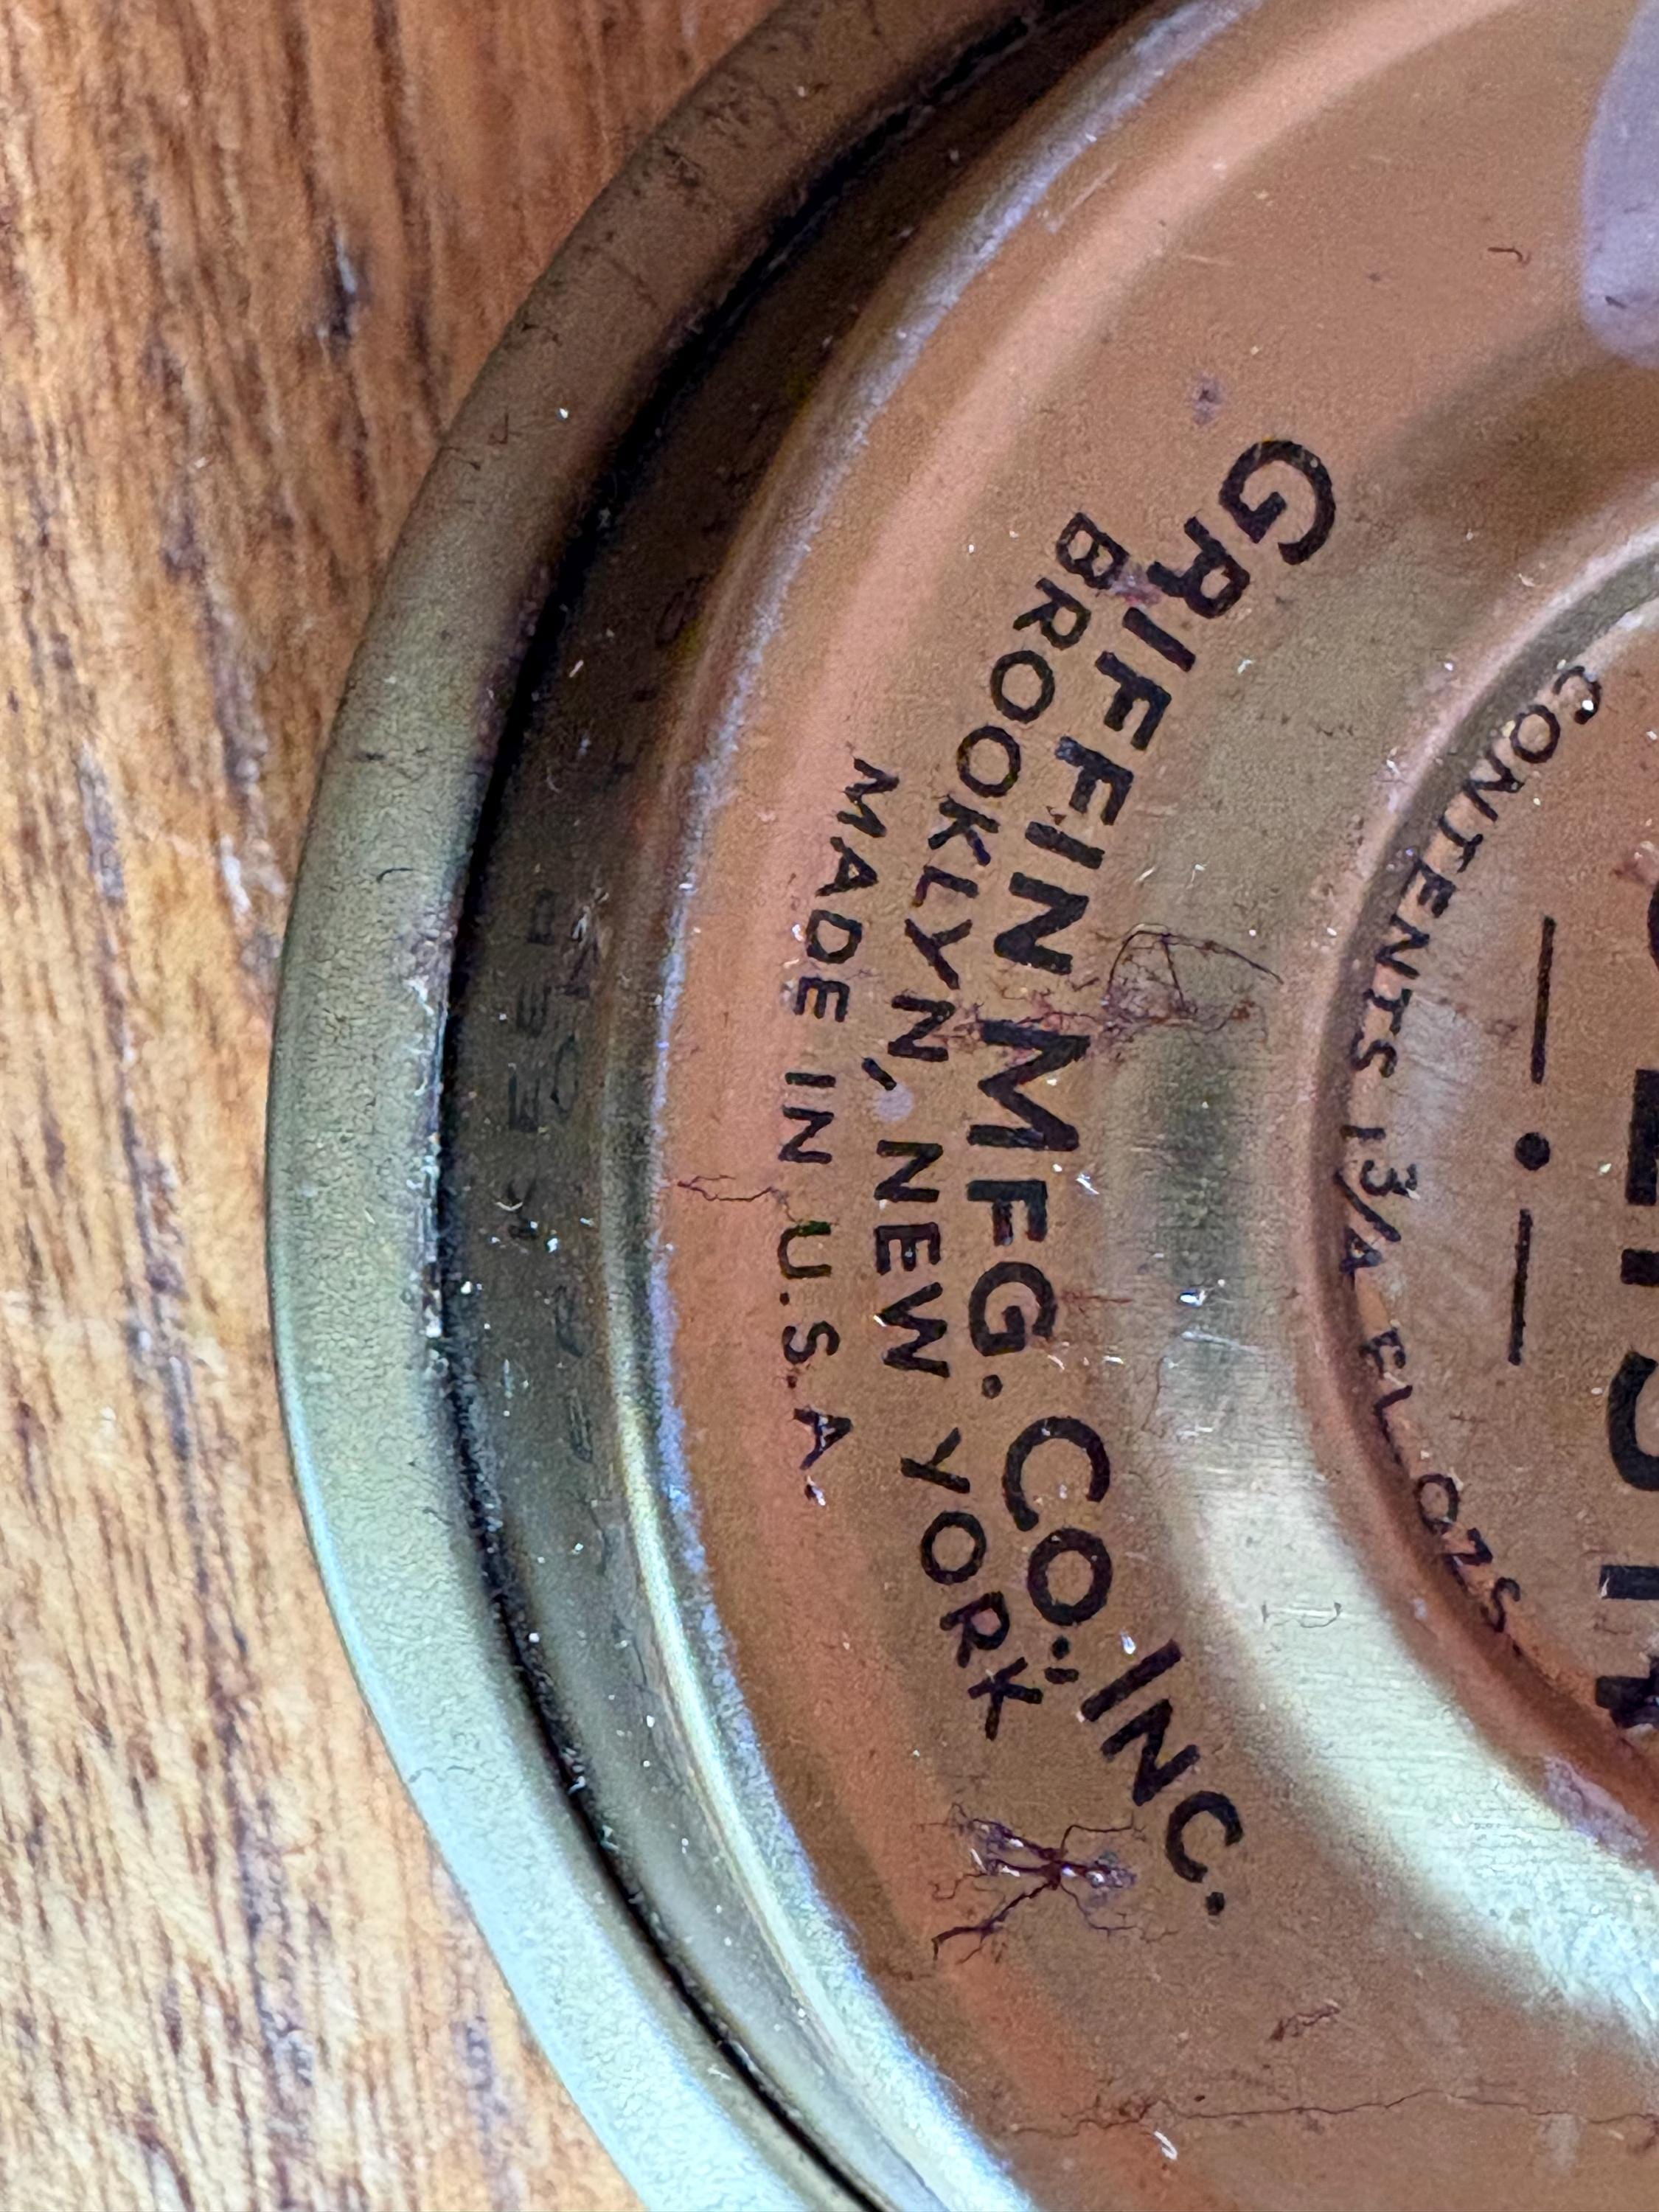 CONTENTS 1 3/4 FL OZS
GRIFFIN MFG. CO., INC.
BROOKLYN, NEW YORK
MADE IN U.S.A.